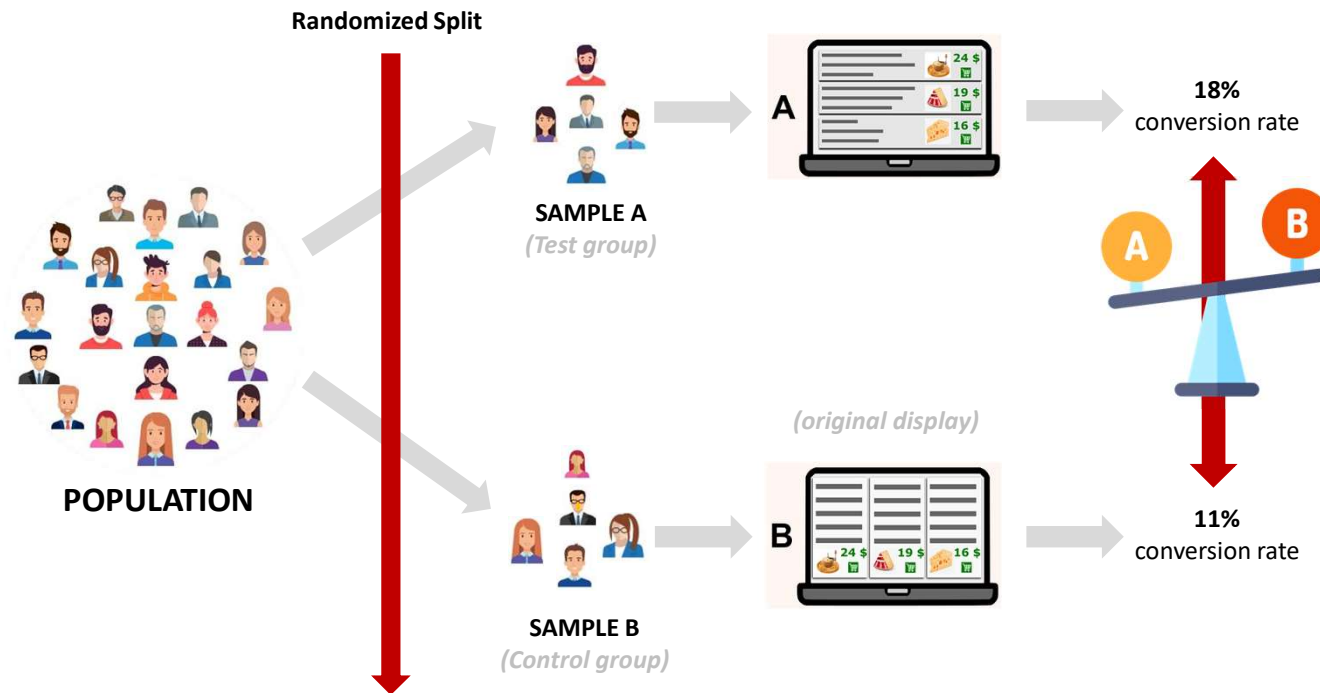 Randomized Split
POPULATION
SAMPLE A
(Test group)
A
24 $
19 $
16 $
18%
conversion rate
A
B
SAMPLE B
(Control group)
(original display)
B
24 $
19 $
16 $
11%
conversion rate